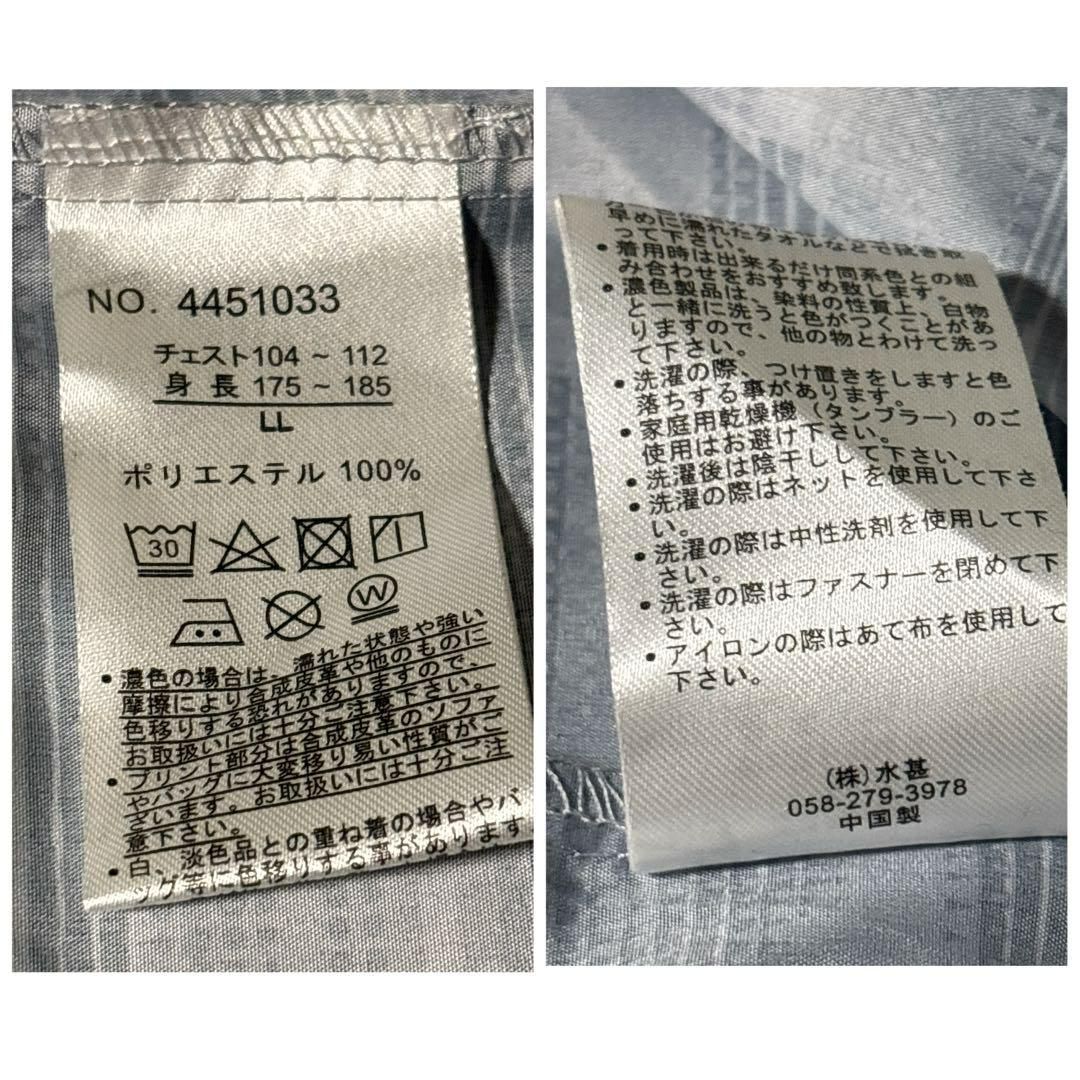 NO. 4451033
チェスト 104 ~ 112
身 長 175 ~ 185
LL
ポリエステル 100%
30
W
・濃色の場合は、濡れた状態や強い
摩擦により合成皮革や他のものに
色移りする恐れがありますので、
お取扱いには十分ご注意下さい。
・プリント部分は合成皮革のソファ
やバッグに大変移り易い性質がご
ざいます。お取扱いには十分ご注
意下さい。
・白、淡色品との重ね着の場合やバ
ッグ等に色移りする事があります
早めに濡れたタオルなどで拭き取
って下さい。
・着用時は出来るだけ同系色との組
み合わせをおすすめ致します。
・濃色製品は、染料の性質上、白物
と一緒に洗うと色がつくことがあ
りますので、他の物とわけて洗っ
て下さい。
・洗濯の際、つけ置きをしますと色
落ちする事があります。
・家庭用乾燥機（タンブラー）のご
使用はお避け下さい。
・洗濯後は陰干しして下さい。
・洗濯の際はネットを使用して下さ
い。
・洗濯の際は中性洗剤を使用して下
さい。
・洗濯の際はファスナーを閉めて下
さい。
・アイロンの際はあて布を使用して
下さい。
(株)水甚
058-279-3978
中国製